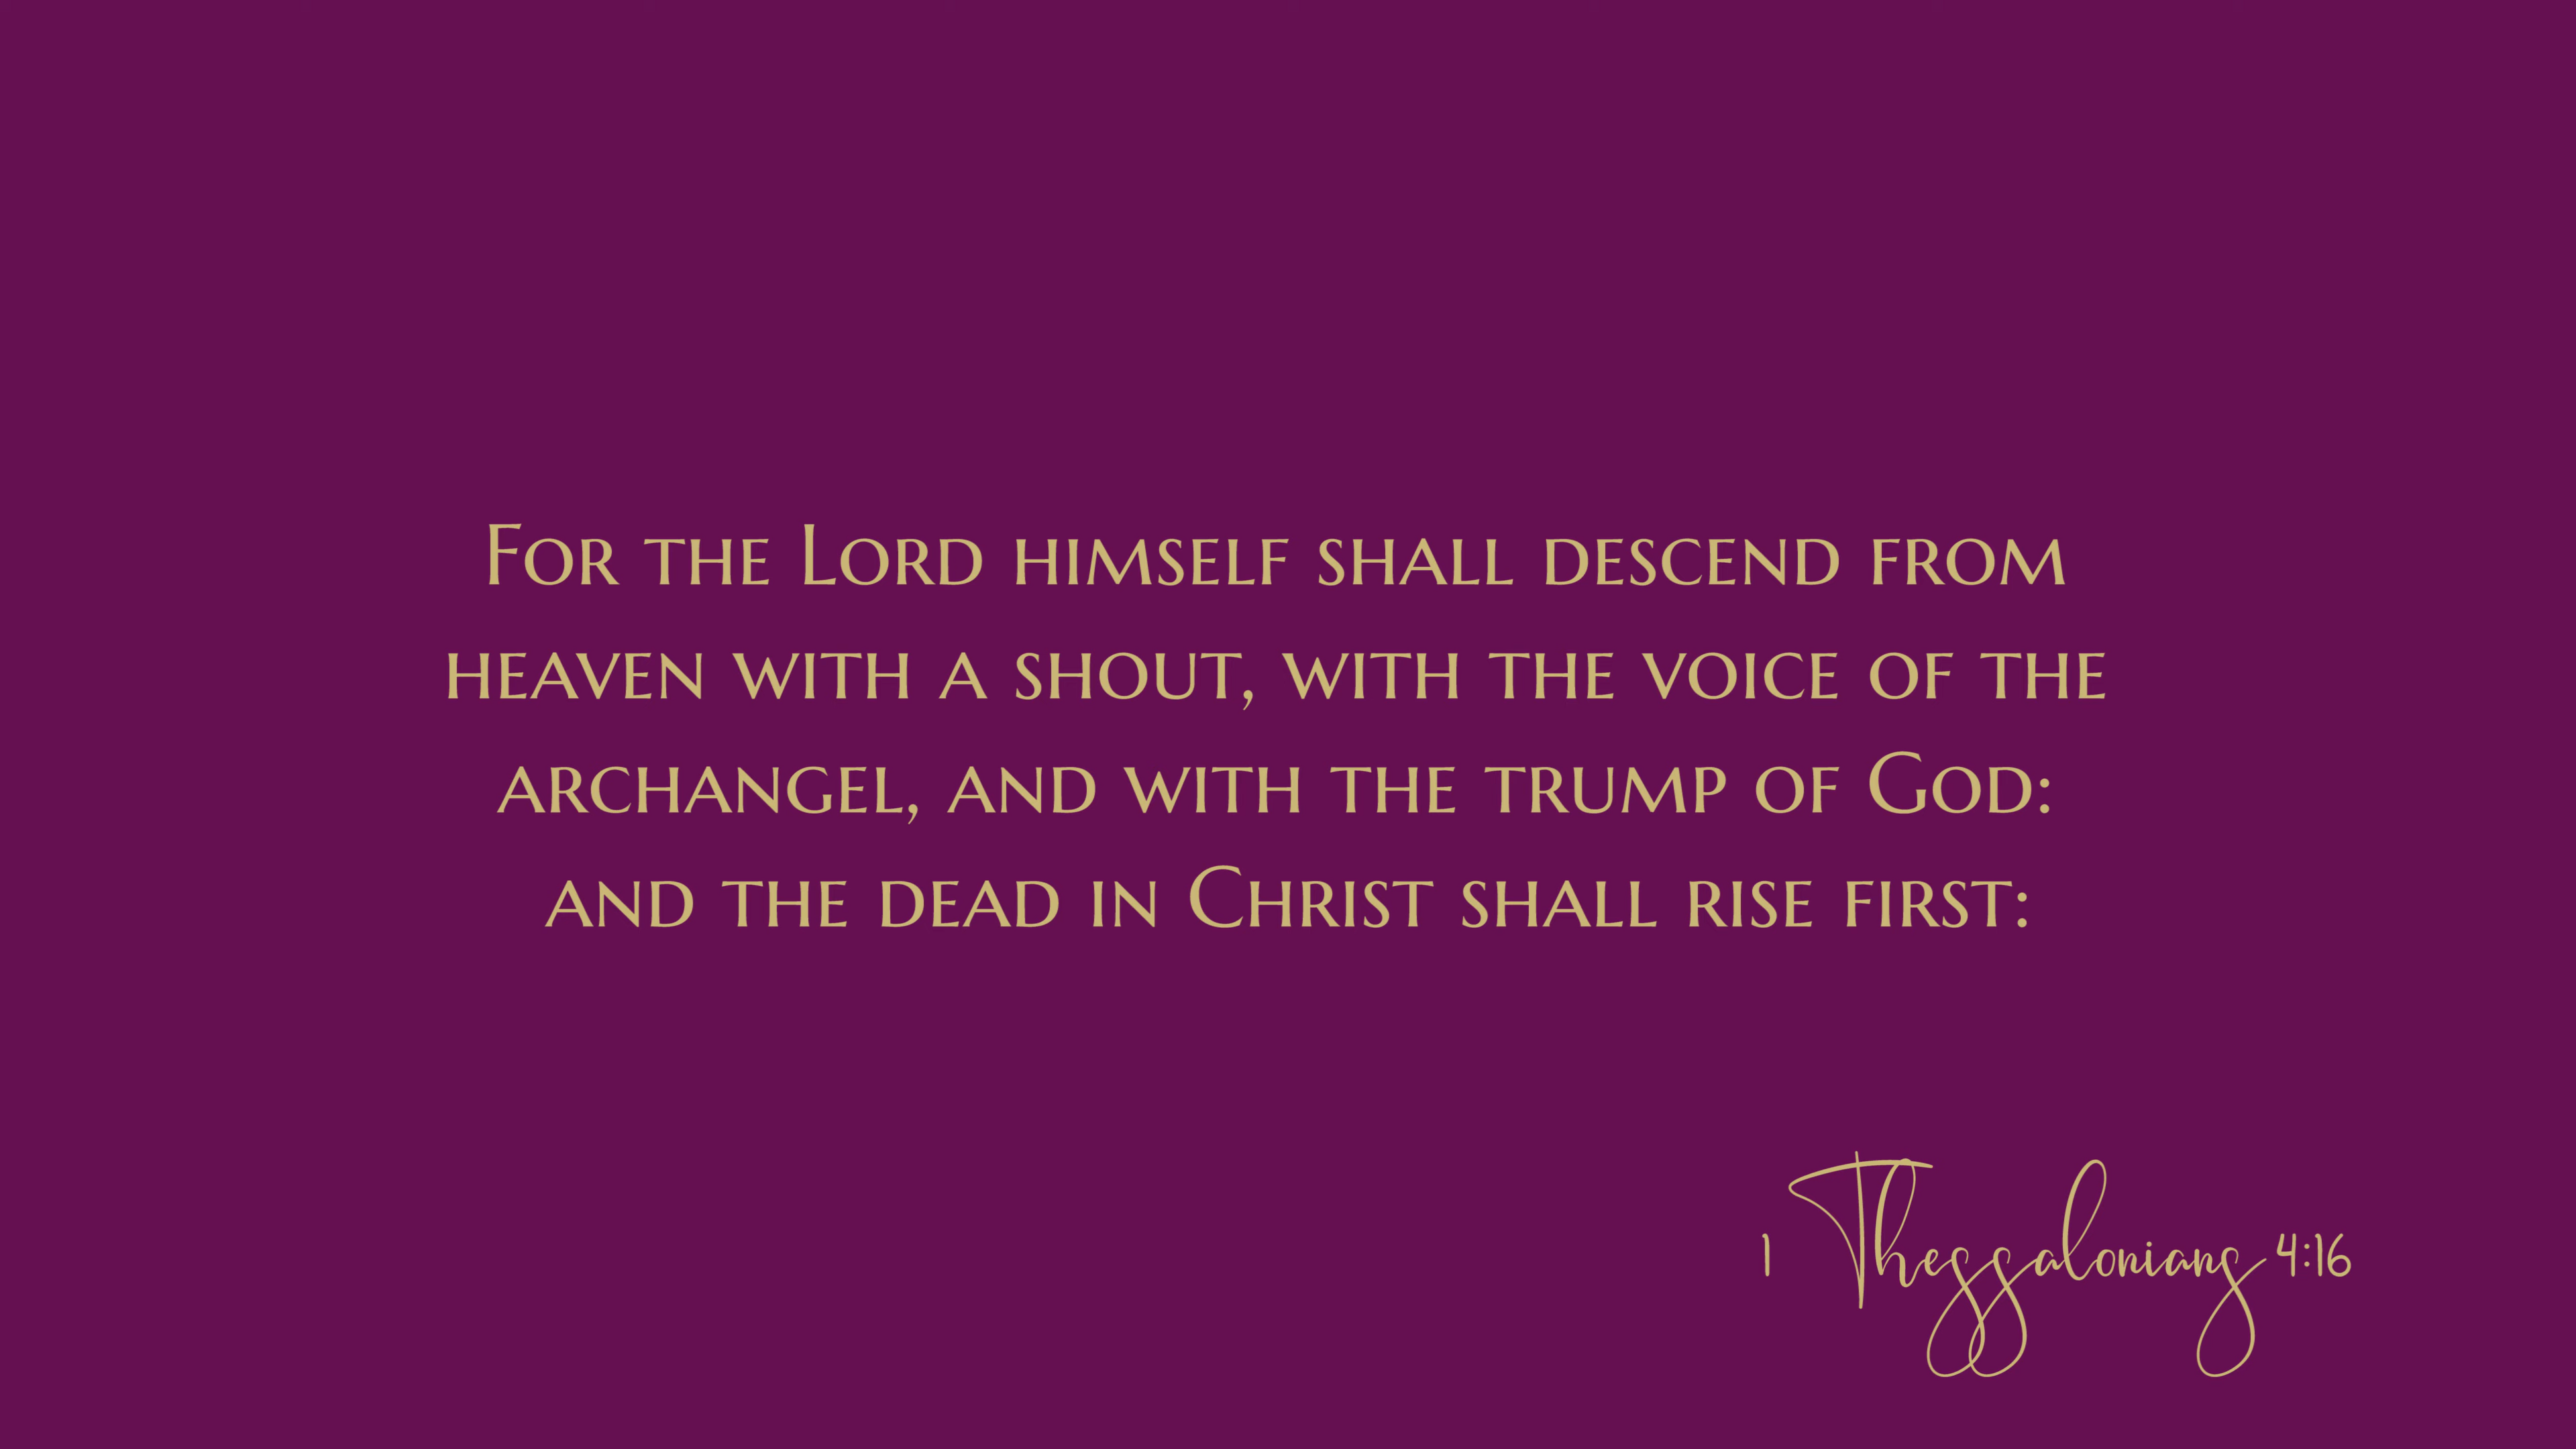 For the Lord himself shall descend from
heaven with a shout, with the voice of the
archangel, and with the trump of God:
and the dead in Christ shall rise first:
1 Thessalonians 4:16